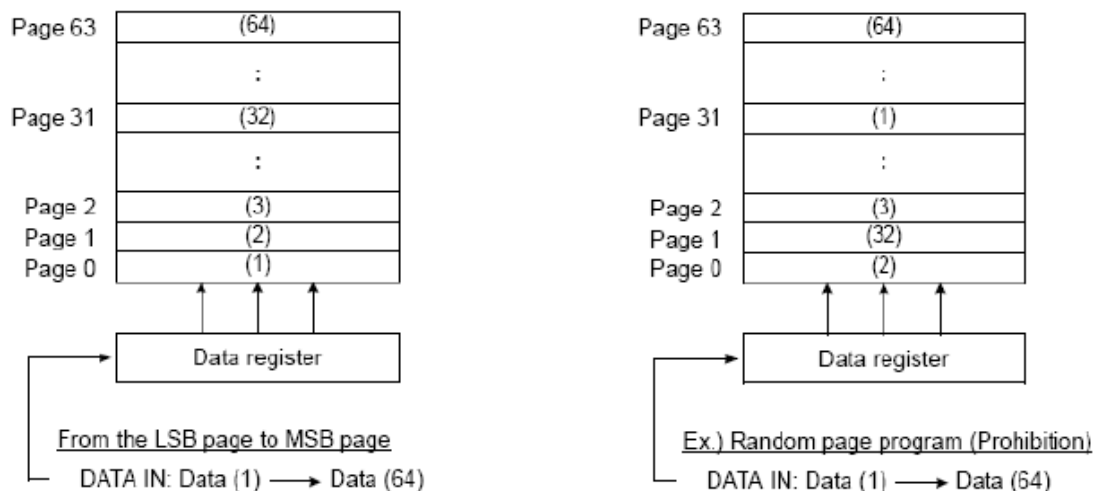 Page 63 (64)
:
Page 31 (32)
:
Page 2 (3)
Page 1 (2)
Page 0 (1)
Data register
From the LSB page to MSB page
DATA IN: Data (1) → Data (64)
Page 63 (64)
:
Page 31 (1)
:
Page 2 (3)
Page 1 (32)
Page 0 (2)
Data register
Ex.) Random page program (Prohibition)
DATA IN: Data (1) → Data (64)